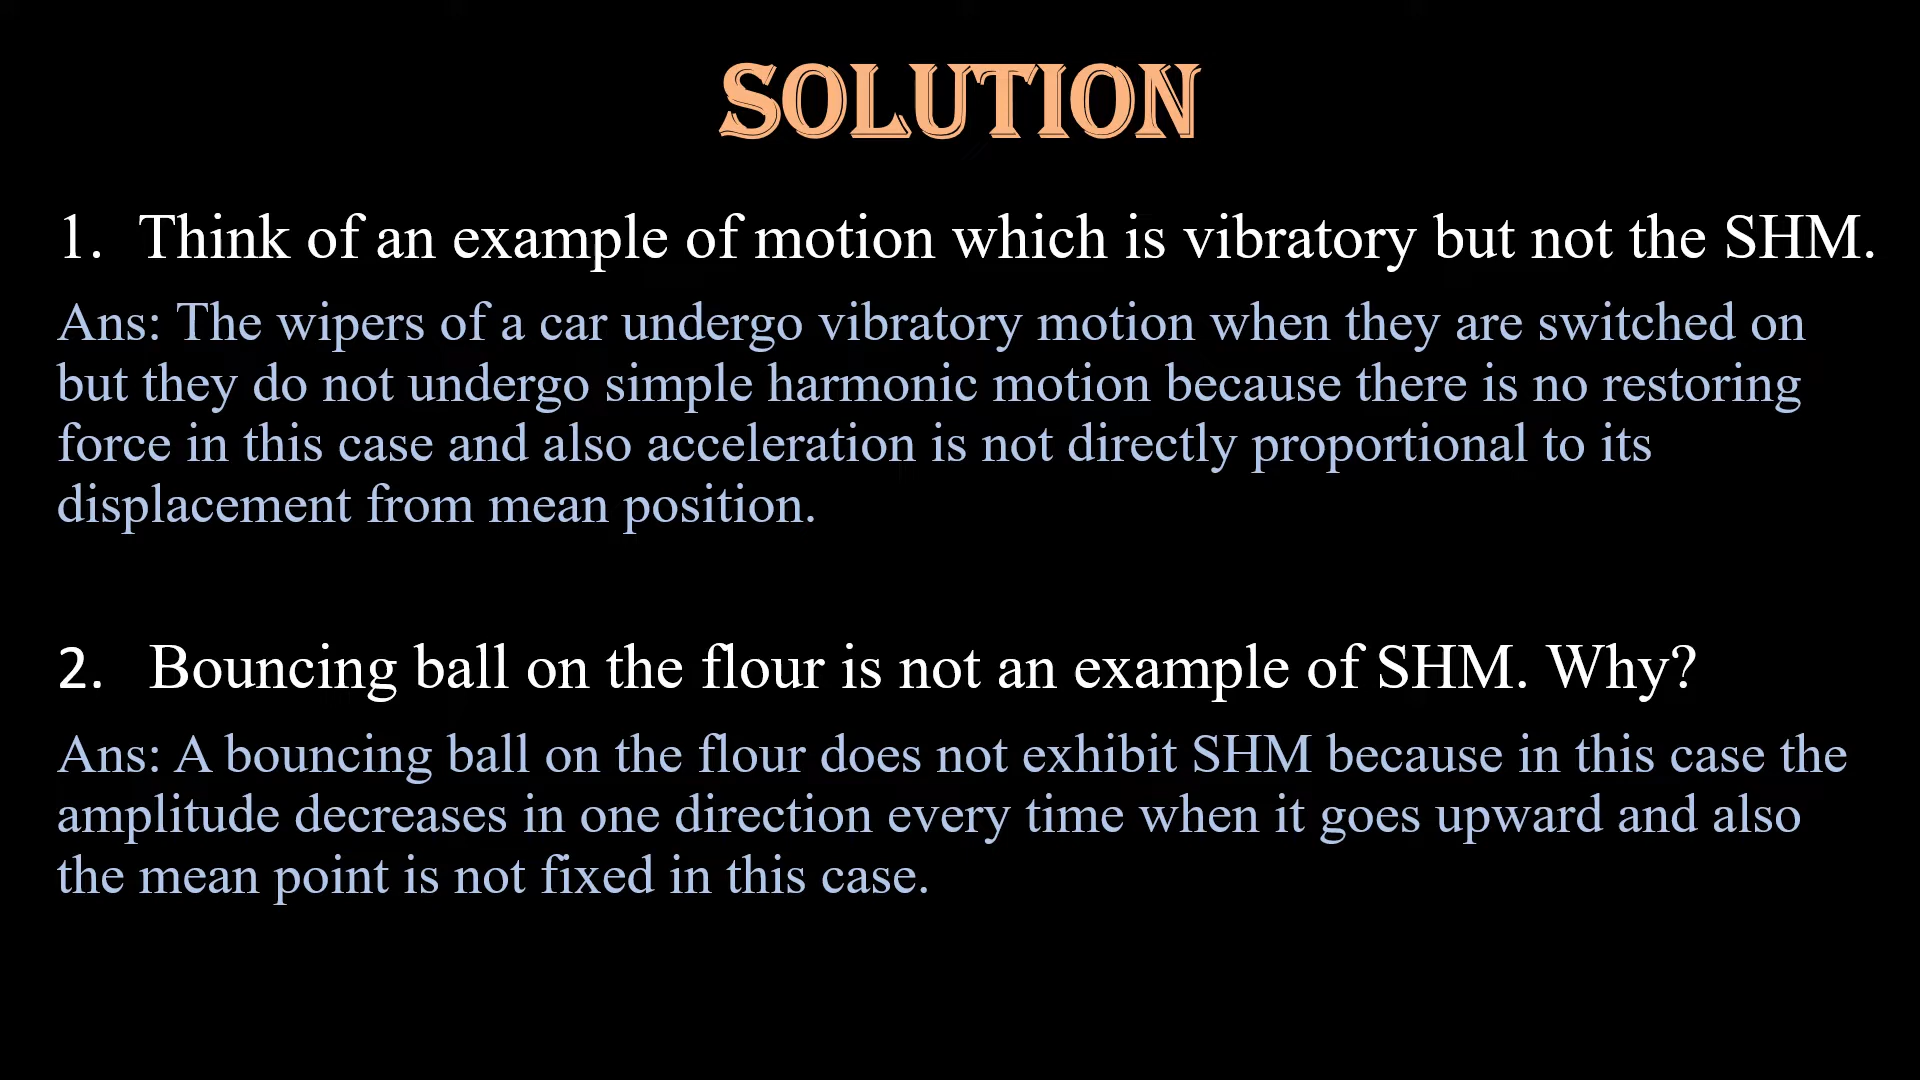 SOLUTION
1. Think of an example of motion which is vibratory but not the SHM.
Ans: The wipers of a car undergo vibratory motion when they are switched on
but they do not undergo simple harmonic motion because there is no restoring
force in this case and also acceleration is not directly proportional to its
displacement from mean position.
2. Bouncing ball on the flour is not an example of SHM. Why?
Ans: A bouncing ball on the flour does not exhibit SHM because in this case the
amplitude decreases in one direction every time when it goes upward and also
the mean point is not fixed in this case.